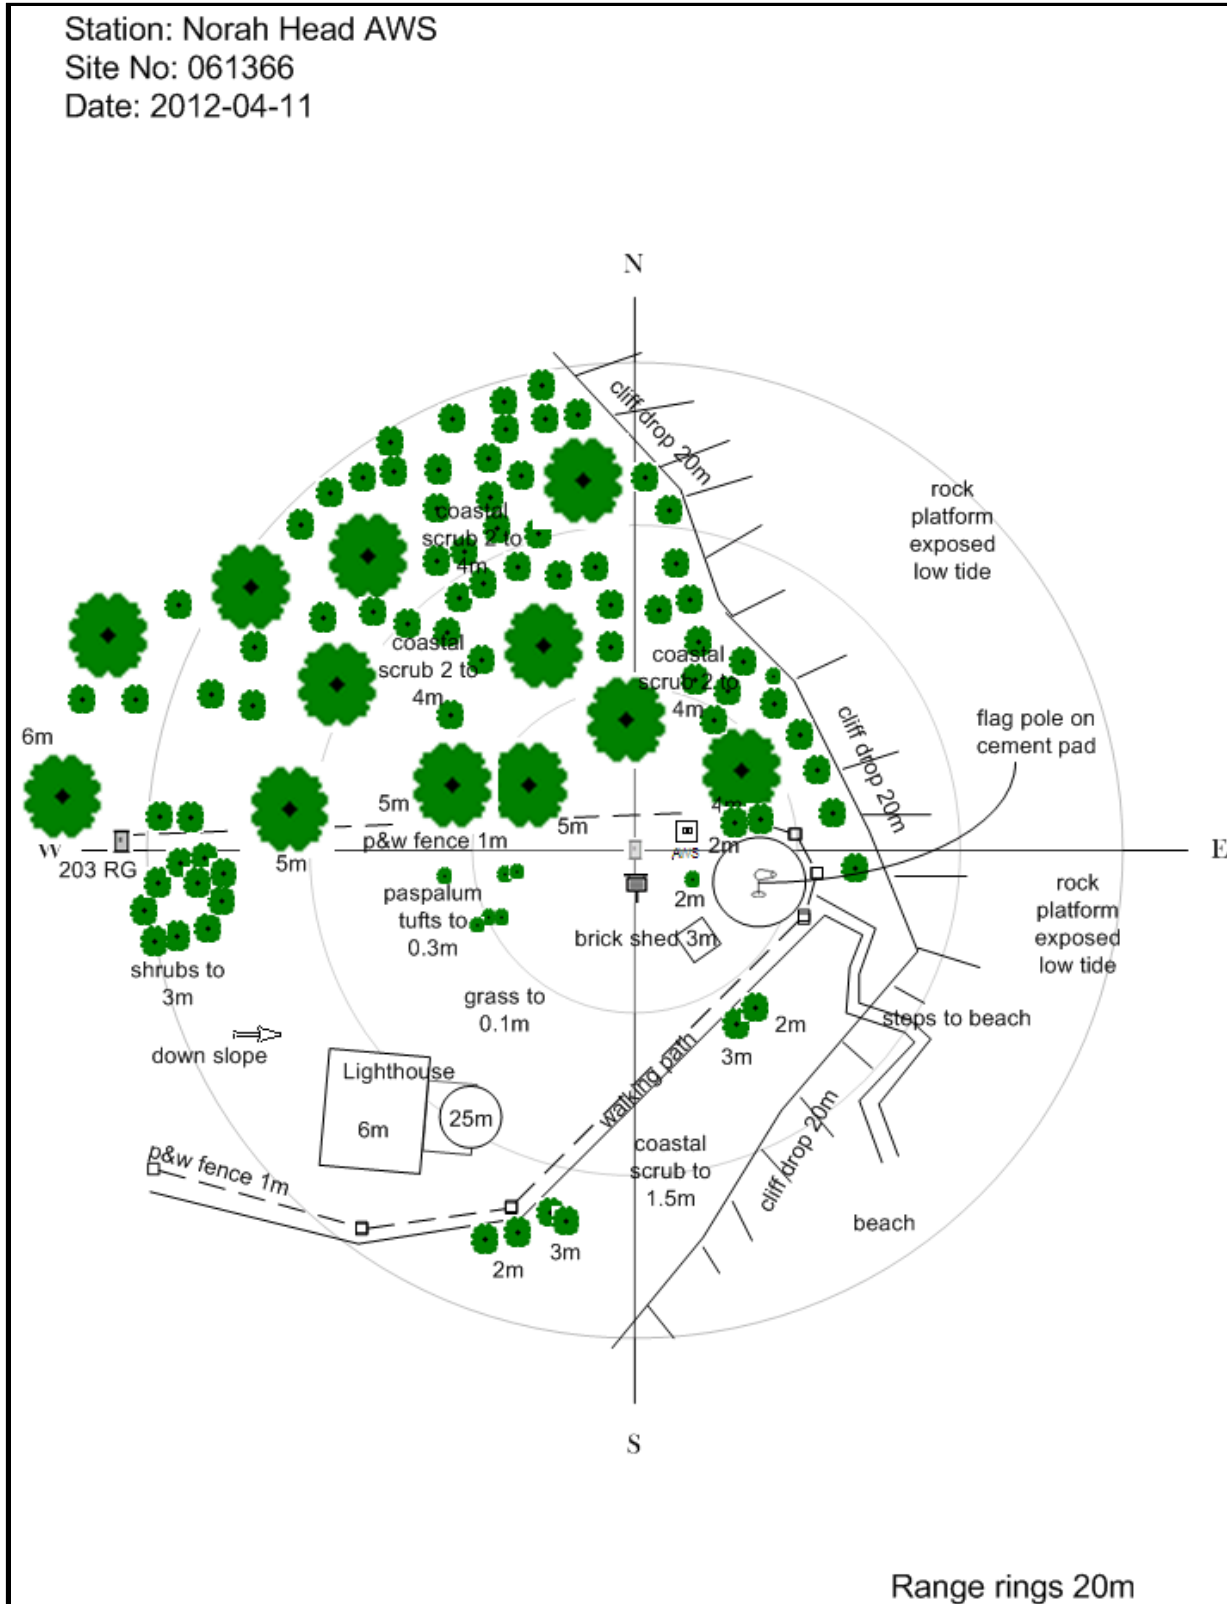 Station: Norah Head AWS
Site No: 061366
Date: 2012-04-11
N
cliff drop 20m
rock
platform
exposed
low tide
coastal
scrub 2 to
4m
coastal
scrub 2 to
4m
coastal
scrub 2 to
4m
cliff drop 20m
flag pole on
cement pad
6m
5m
5m
4m
p&w fence 1m
2m
AWS
W
E
203 RG
5m
paspalum
tufts to
0.3m
2m
rock
platform
exposed
low tide
brick shed 3m
shrubs to
3m
grass to
0.1m
steps to beach
2m
3m
down slope
Lighthouse
walking path
25m
6m
cliff drop 20m
coastal
scrub to
1.5m
p&w fence 1m
beach
3m
2m
S
Range rings 20m